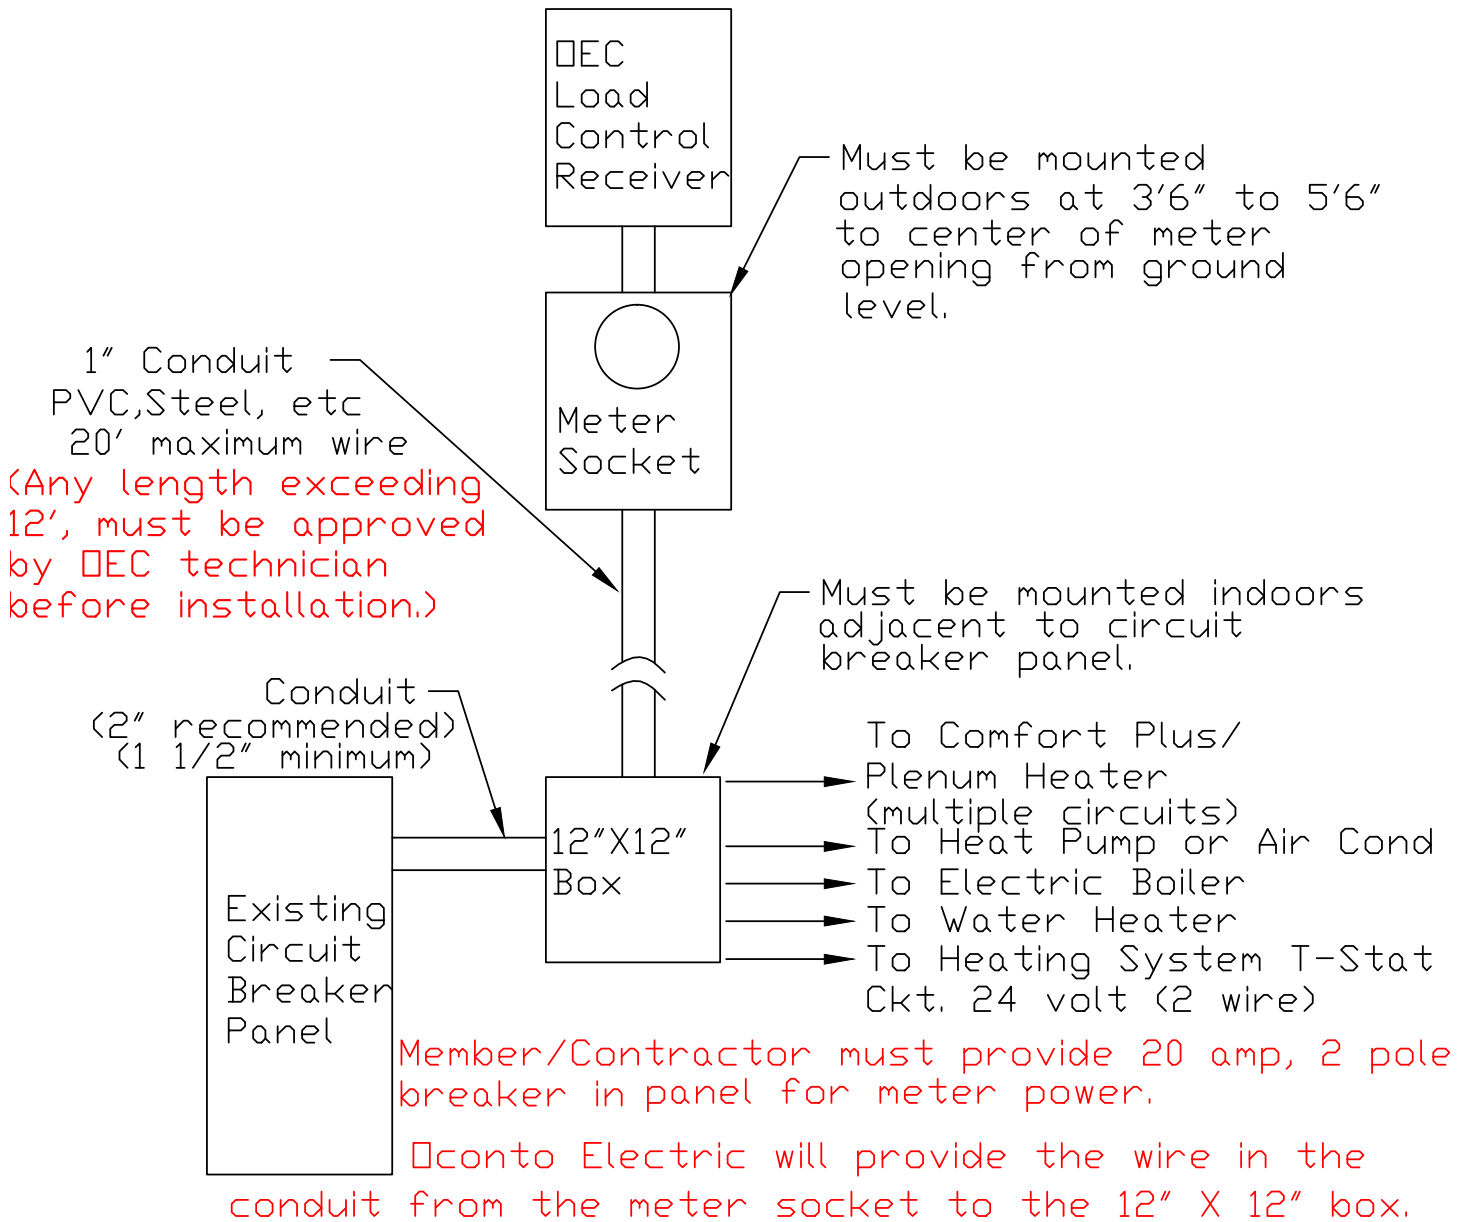 OEC
Load
Control
Receiver
Must be mounted
outdoors at 3'6" to 5'6"
to center of meter
opening from ground
level.
1" Conduit
PVC,Steel, etc
20' maximum wire
(Any length exceeding
12', must be approved
by OEC technician
before installation.)
Meter
Socket
Must be mounted indoors
adjacent to circuit
breaker panel.
Conduit
(2" recommended)
(1 1/2" minimum)
12"X12"
Box
To Comfort Plus/
Plenum Heater
(multiple circuits)
To Heat Pump or Air Cond
To Electric Boiler
To Water Heater
To Heating System T-Stat
Ckt. 24 volt (2 wire)
Existing
Circuit
Breaker
Panel
Member/Contractor must provide 20 amp, 2 pole
breaker in panel for meter power.
Oconto Electric will provide the wire in the
conduit from the meter socket to the 12" X 12" box.